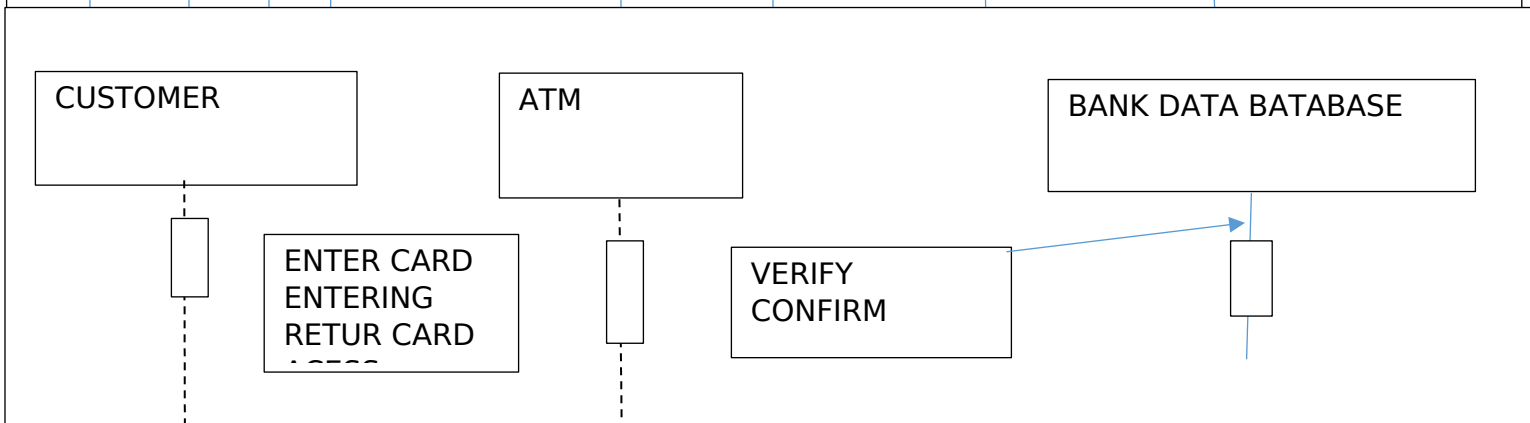 CUSTOMER
ATM
BANK DATA BATABASE
ENTER CARD
ENTERING
RETUR CARD
VERIFY
CONFIRM